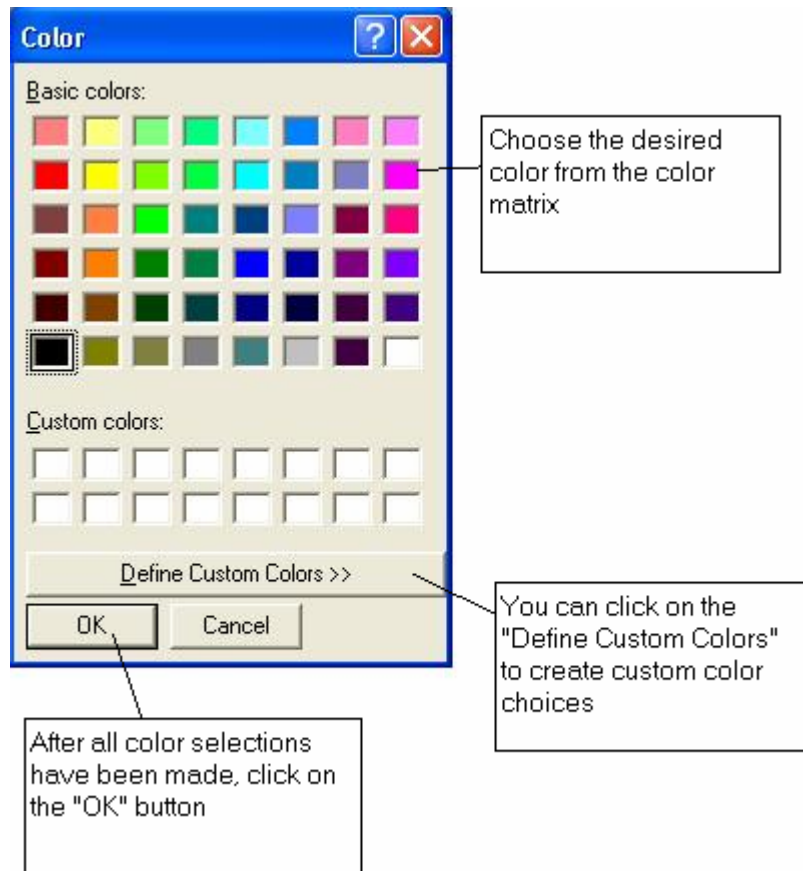 Color
Basic colors:
Choose the desired
color from the color
matrix
Custom colors:
Define Custom Colors >>
OK
Cancel
You can click on the
"Define Custom Colors"
to create custom color
choices
After all color selections
have been made, click on
the "OK" button